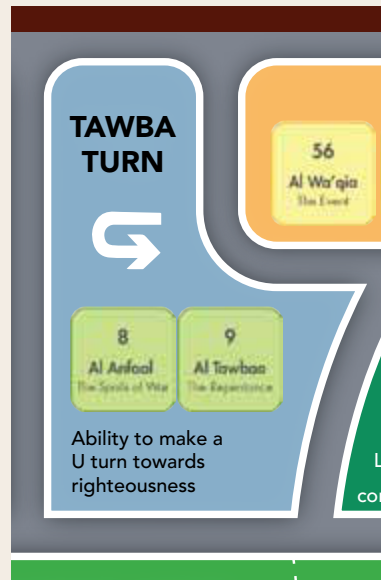 TAWBA
TURN
56
Al Wa'qia
The Event
8
Al Anfaal
The Spoils of War
9
Al Tawbaa
The Repentance
Ability to make a
U turn towards
righteousness
L
con